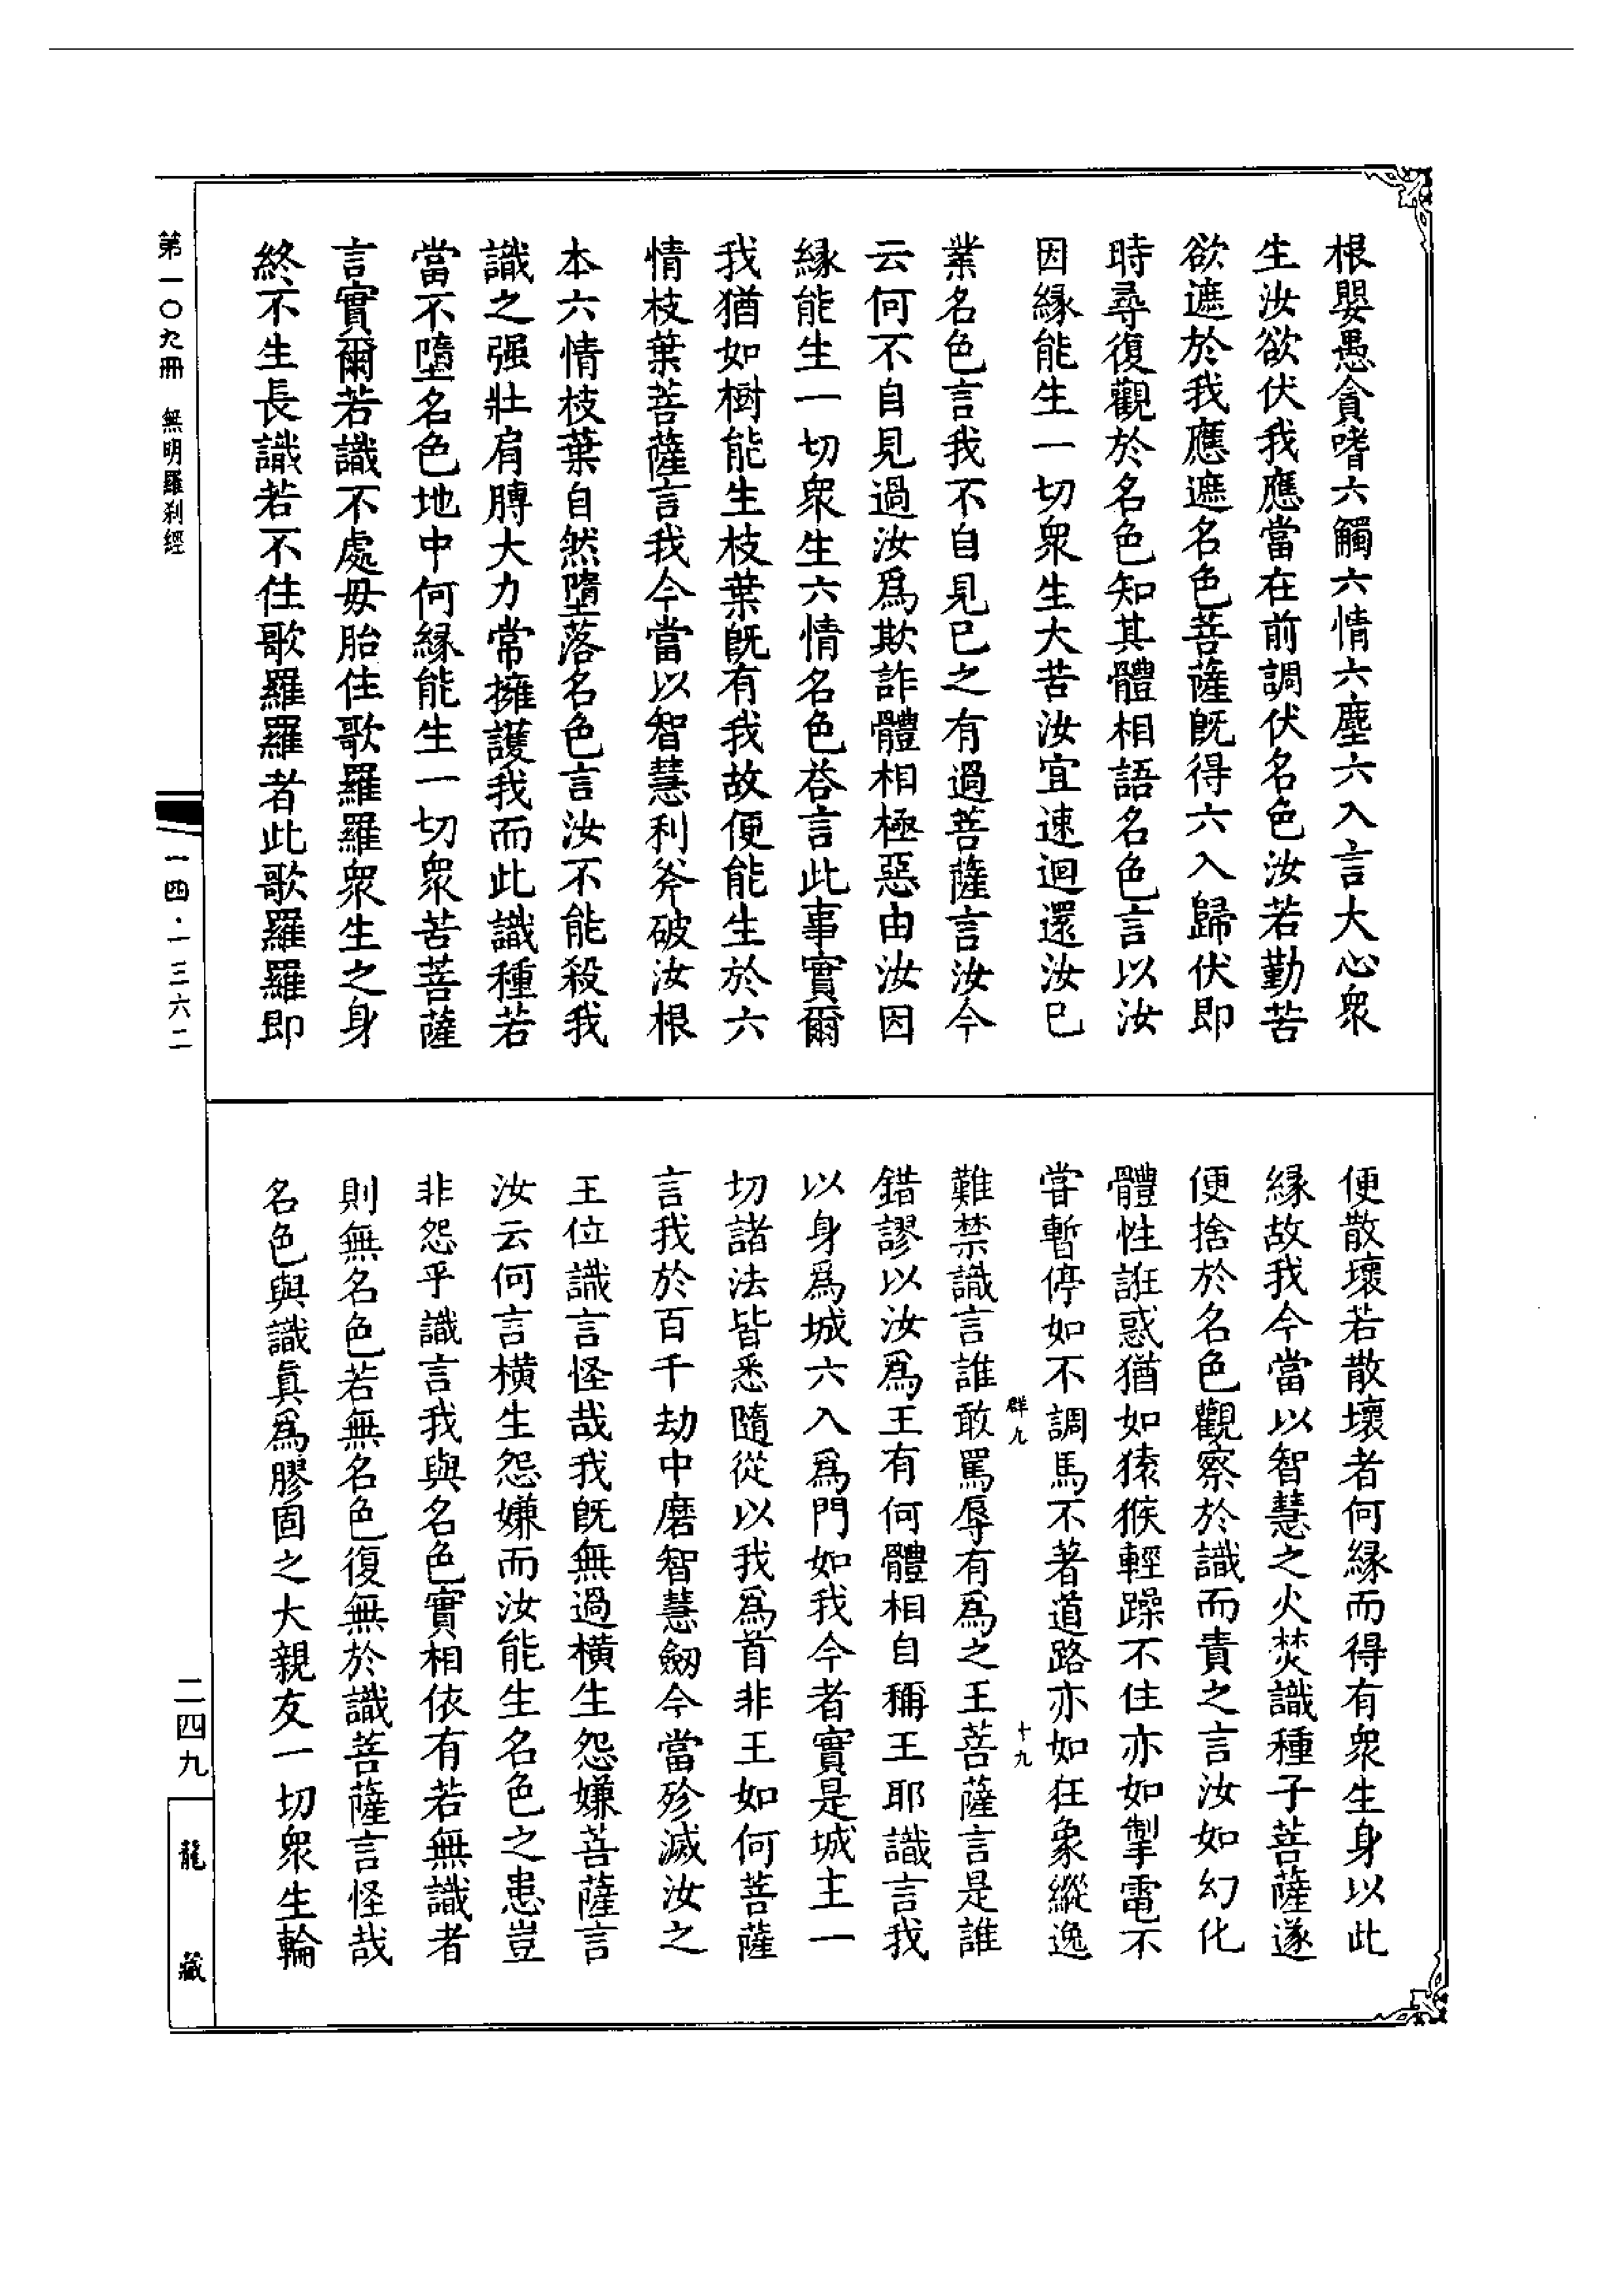 根嬰愚貪嗜六觸六情六塵六入言大心衆
生汝欲伏我應當在前調伏名色汝若勤苦
欲遮於我應遮名色菩薩旣得六入歸伏即
時尋復觀於名色知其體相語名色言以汝
因緣能生一切衆生大苦汝宜速迴還汝巳
業名色言我不自見巳之有過菩薩言汝今
云何不自見過汝爲欺詐體相極惡由汝因
緣能生一切衆生六情名色荅言此事實爾
我猶如樹能生枝葉旣有我故便能生於六
情枝葉菩薩言我今當以智慧利斧破汝根
本六情枝葉自然墮落名色言汝不能殺我
識之强壯肩膊大力常擁護我而此識種若
當不墮名色地中何緣能生一切衆苦菩薩
言實爾若識不處毋胎住歌羅羅衆生之身
終不生長識若不住歌羅羅者此歌羅羅即
便散壞若散壞者何緣而得有衆生身以此
緣故我今當以智慧之火焚識種子菩薩遂
便捨於名色觀察於識而責之言汝如幻化
體性誑惑猶如猿猴輕躁不住亦如掣電不
甞暫停如不調馬不著道路亦如狂象縱逸
群九
十九
難禁識言誰敢罵辱有爲之王菩薩言是誰
錯謬以汝爲王有何體相自稱王耶識言我
以身爲城六入爲門如我今者實是城主一
切諸法皆悉隨從以我爲首非王如何菩薩
言我於百千劫中磨智慧劒今當殄滅汝之
王位識言怪哉我旣無過橫生怨嫌菩薩言
汝云何言橫生怨嫌而汝能生名色之患豈
非怨乎識言我與名色實相依有若無識者
則無名色若無名色復無於識菩薩言怪哉
名色與識眞爲膠固之大親友一切衆生輪
第一〇九冊 無明羅刹經
一四·一三六二
二四九
龍藏